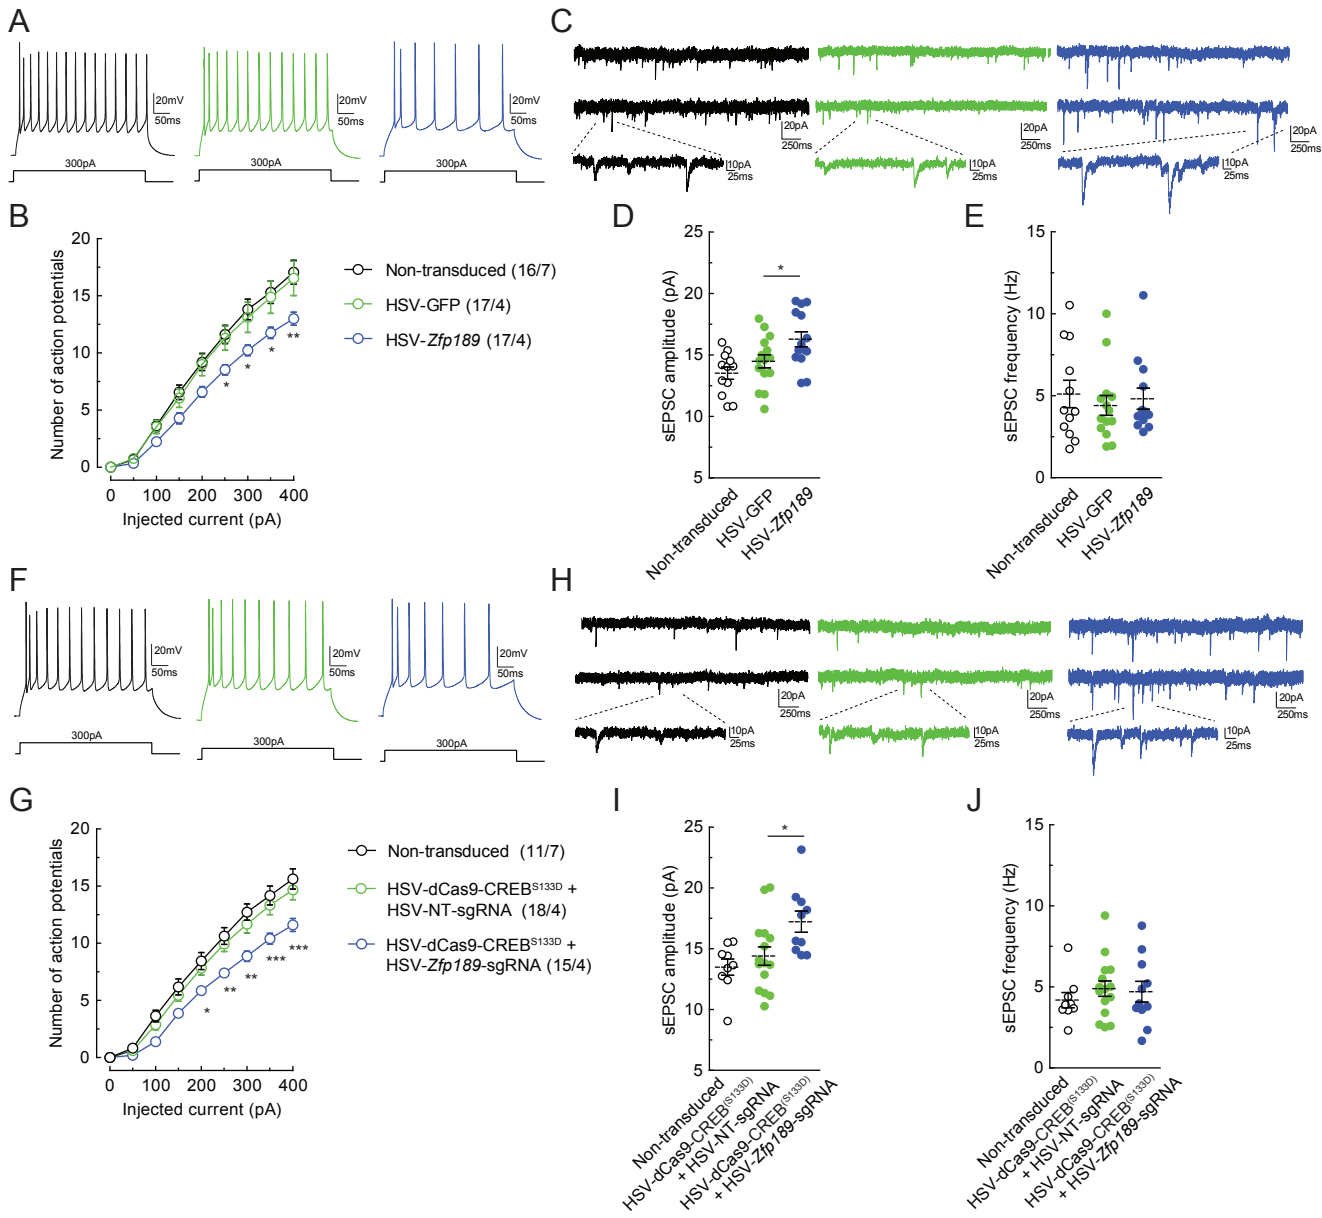 A
20mV
50ms
300pA
20mV
50ms
300pA
20mV
50ms
300pA
C
20pA
250ms
10pA
25ms
20pA
250ms
10pA
25ms
20pA
250ms
10pA
25ms
B
Number of action potentials
20
15
10
5
0
0
100
200
300
400
Injected current (pA)
*
*
*
**
Non-transduced (16/7)
HSV-GFP (17/4)
HSV-Zfp189 (17/4)
D
sEPSC amplitude (pA)
25
20
15
10
5
*
Non-transduced
HSV-GFP
HSV-Zfp189
E
sEPSC frequency (Hz)
15
10
5
0
Non-transduced
HSV-GFP
HSV-Zfp189
F
20mV
50ms
300pA
20mV
50ms
300pA
20mV
50ms
300pA
H
20pA
250ms
10pA
25ms
20pA
250ms
10pA
25ms
20pA
250ms
10pA
25ms
G
Number of action potentials
20
15
10
5
0
0
100
200
300
400
Injected current (pA)
*
**
**
***
***
Non-transduced (11/7)
HSV-dCas9-CREB^S133D +
HSV-NT-sgRNA (18/4)
HSV-dCas9-CREB^S133D +
HSV-Zfp189-sgRNA (15/4)
I
sEPSC amplitude (pA)
25
20
15
10
5
*
Non-transduced
HSV-dCas9-CREB^(S133D)
+ HSV-NT-sgRNA
HSV-dCas9-CREB^(S133D)
+ HSV-Zfp189-sgRNA
J
sEPSC frequency (Hz)
15
10
5
0
Non-transduced
HSV-dCas9-CREB^(S133D)
+ HSV-NT-sgRNA
HSV-dCas9-CREB^(S133D)
+ HSV-Zfp189-sgRNA